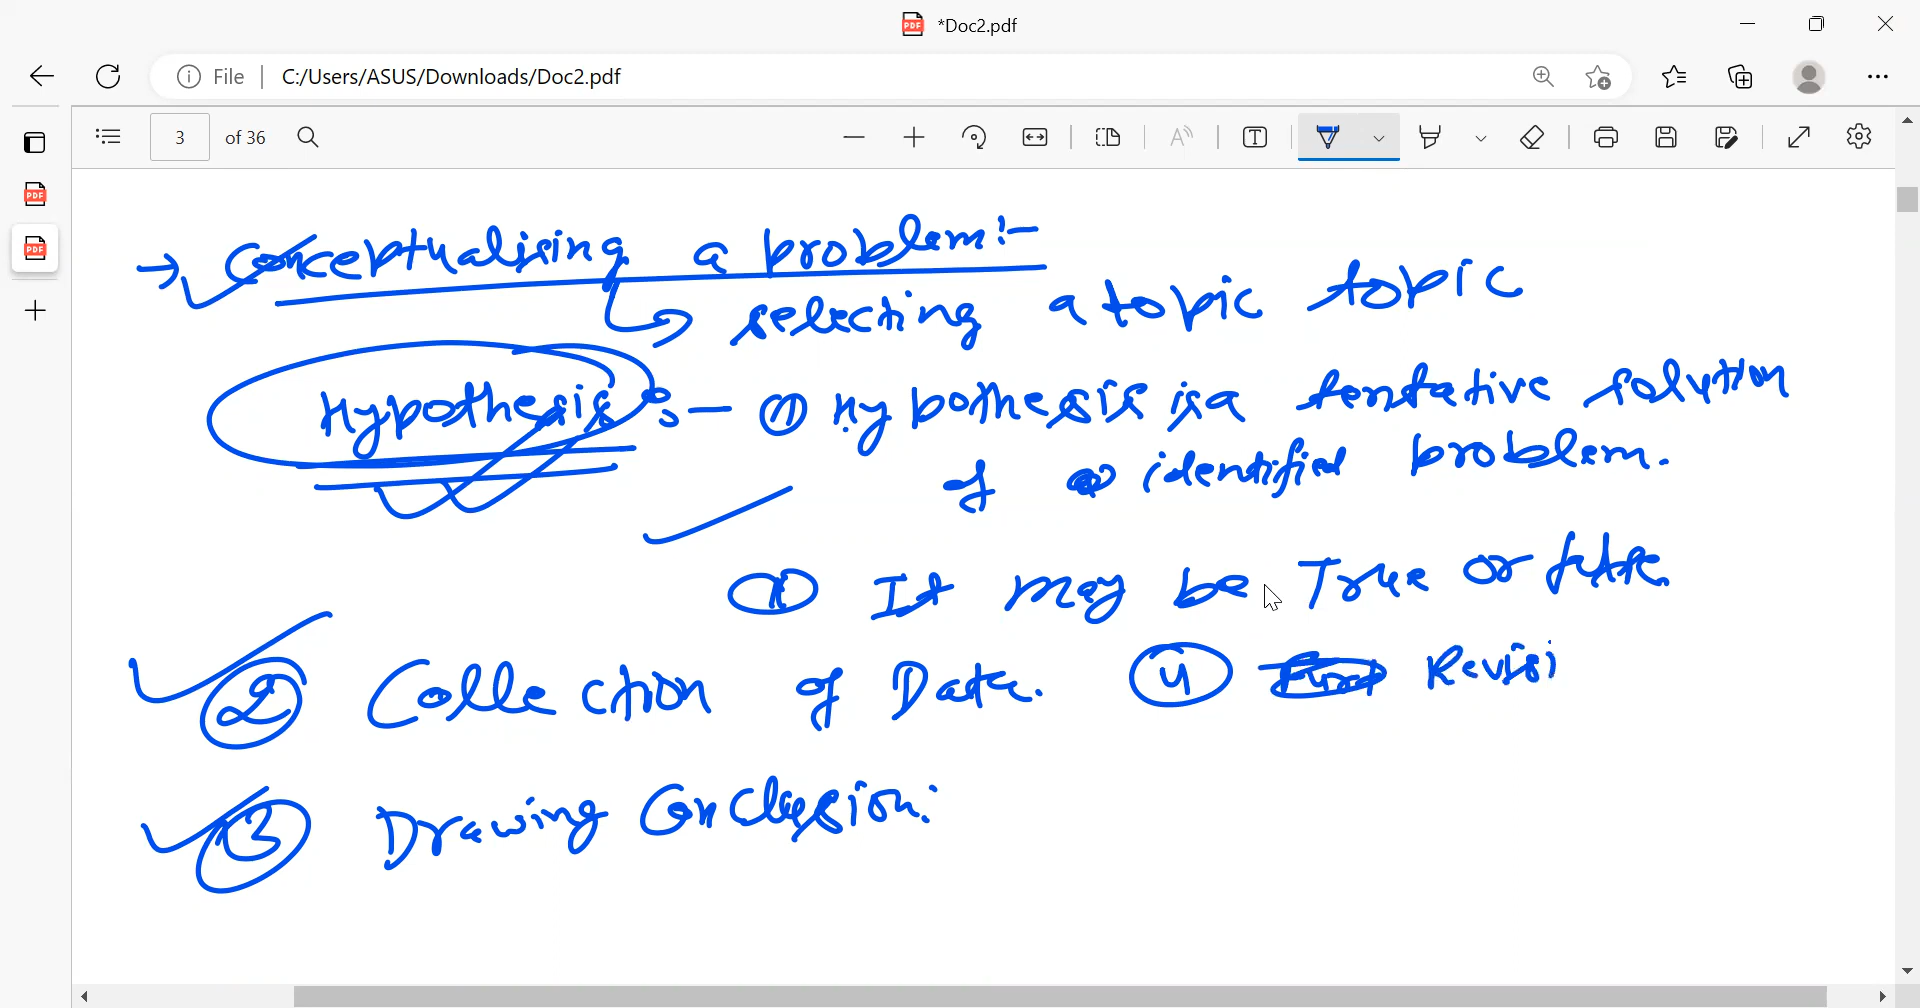 *Doc2.pdf
File C:/Users/ASUS/Downloads/Doc2.pdf
3 of 36
→ Conceptualising a problem:-
selecting a topic topic
Hypothesis :- ① Hypothesis is a tentative solution
of identified problem.
② It may be True or false.
② Collection of Data. ④ Revisi
③ Drawing Conclusion.